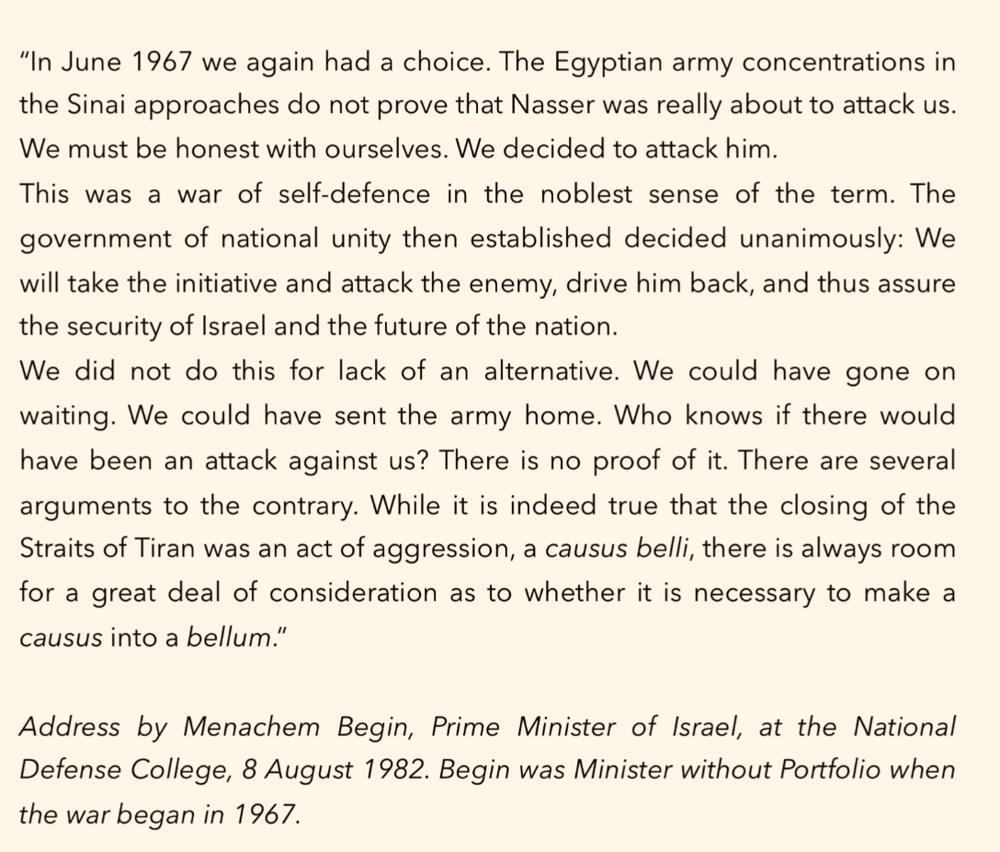 “In June 1967 we again had a choice. The Egyptian army concentrations in
the Sinai approaches do not prove that Nasser was really about to attack us.
We must be honest with ourselves. We decided to attack him.
This was a war of self-defence in the noblest sense of the term. The
government of national unity then established decided unanimously: We
will take the initiative and attack the enemy, drive him back, and thus assure
the security of Israel and the future of the nation.
We did not do this for lack of an alternative. We could have gone on
waiting. We could have sent the army home. Who knows if there would
have been an attack against us? There is no proof of it. There are several
arguments to the contrary. While it is indeed true that the closing of the
Straits of Tiran was an act of aggression, a causus belli, there is always room
for a great deal of consideration as to whether it is necessary to make a
causus into a bellum.”
Address by Menachem Begin, Prime Minister of Israel, at the National
Defense College, 8 August 1982. Begin was Minister without Portfolio when
the war began in 1967.